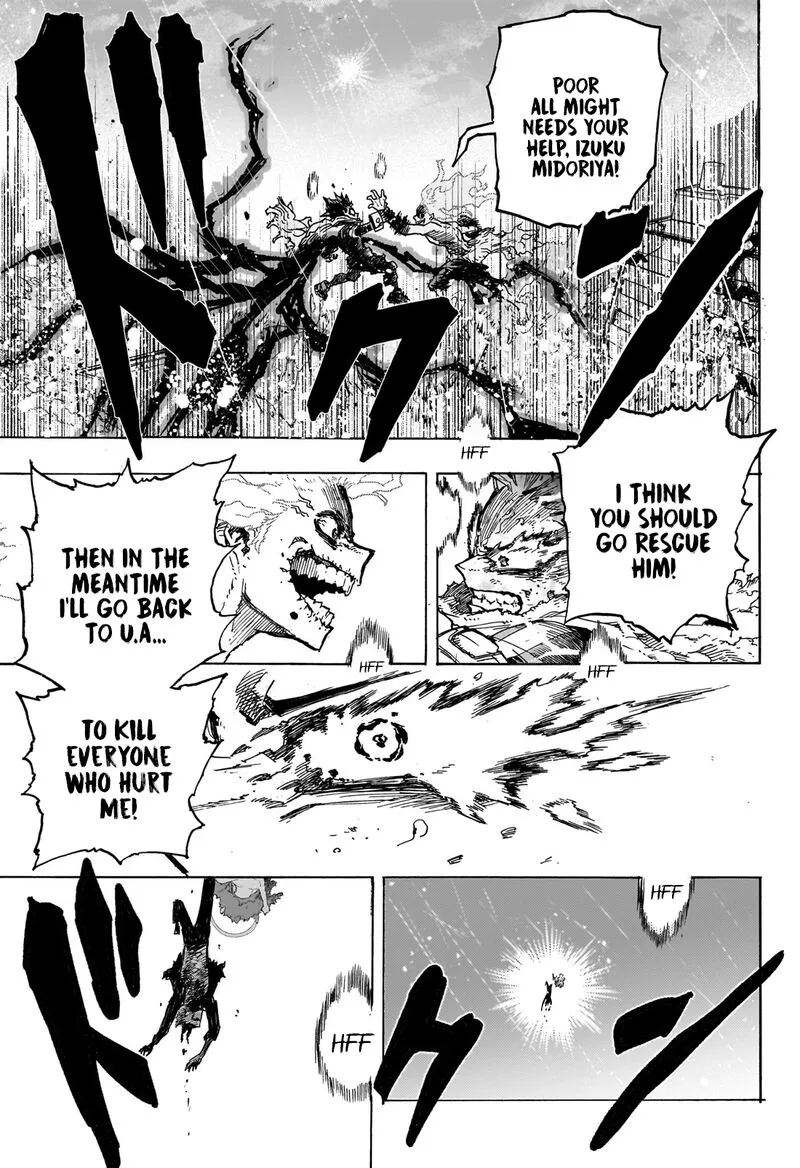 POOR
ALL MIGHT
NEEDS YOUR
HELP, IZUKU
MIDORIYA!
ドクン
HFF
I THINK
YOU SHOULD
GO RESCUE
HIM!
HFF
THEN IN THE
MEANTIME
I'LL GO BACK
TO U.A...
HFF
TO KILL
EVERYONE
WHO HURT
ME!
HFF
HFF
ドクン